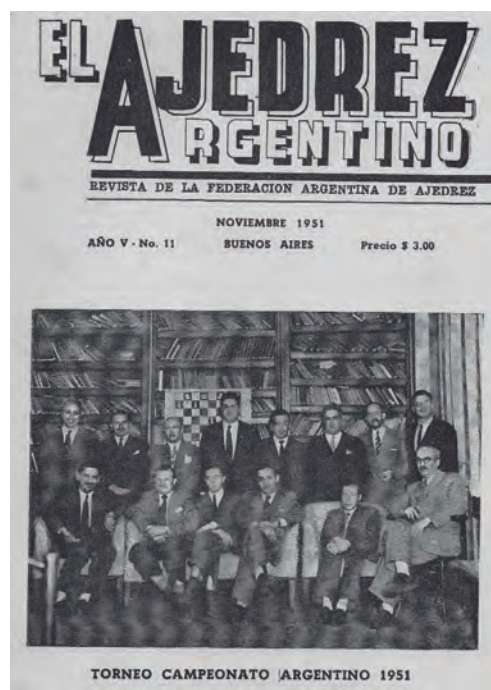 EL AJEDREZ
ARGENTINO
REVISTA DE LA FEDERACION ARGENTINA DE AJEDREZ
NOVIEMBRE 1951
AÑO V - No. 11 BUENOS AIRES Precio $ 3.00
TORNEO CAMPEONATO ARGENTINO 1951